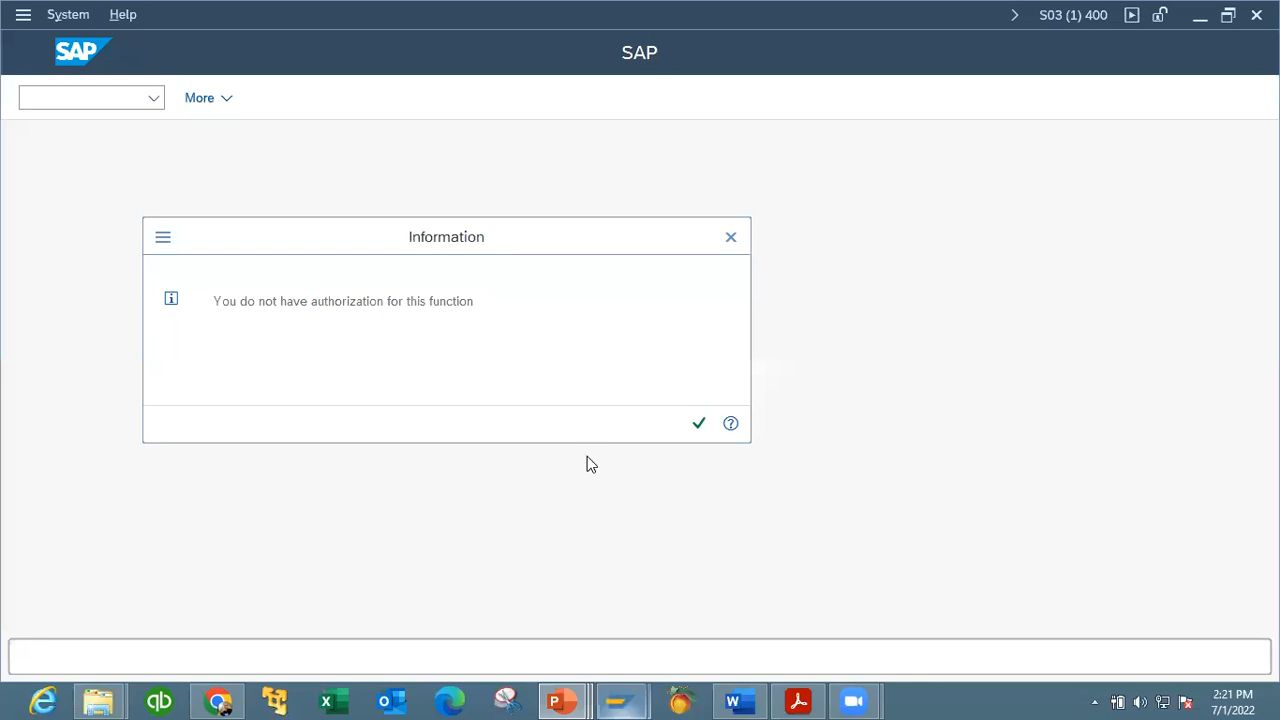 System Help S03 (1) 400
SAP SAP
More
Information
You do not have authorization for this function
2:21 PM
7/1/2022